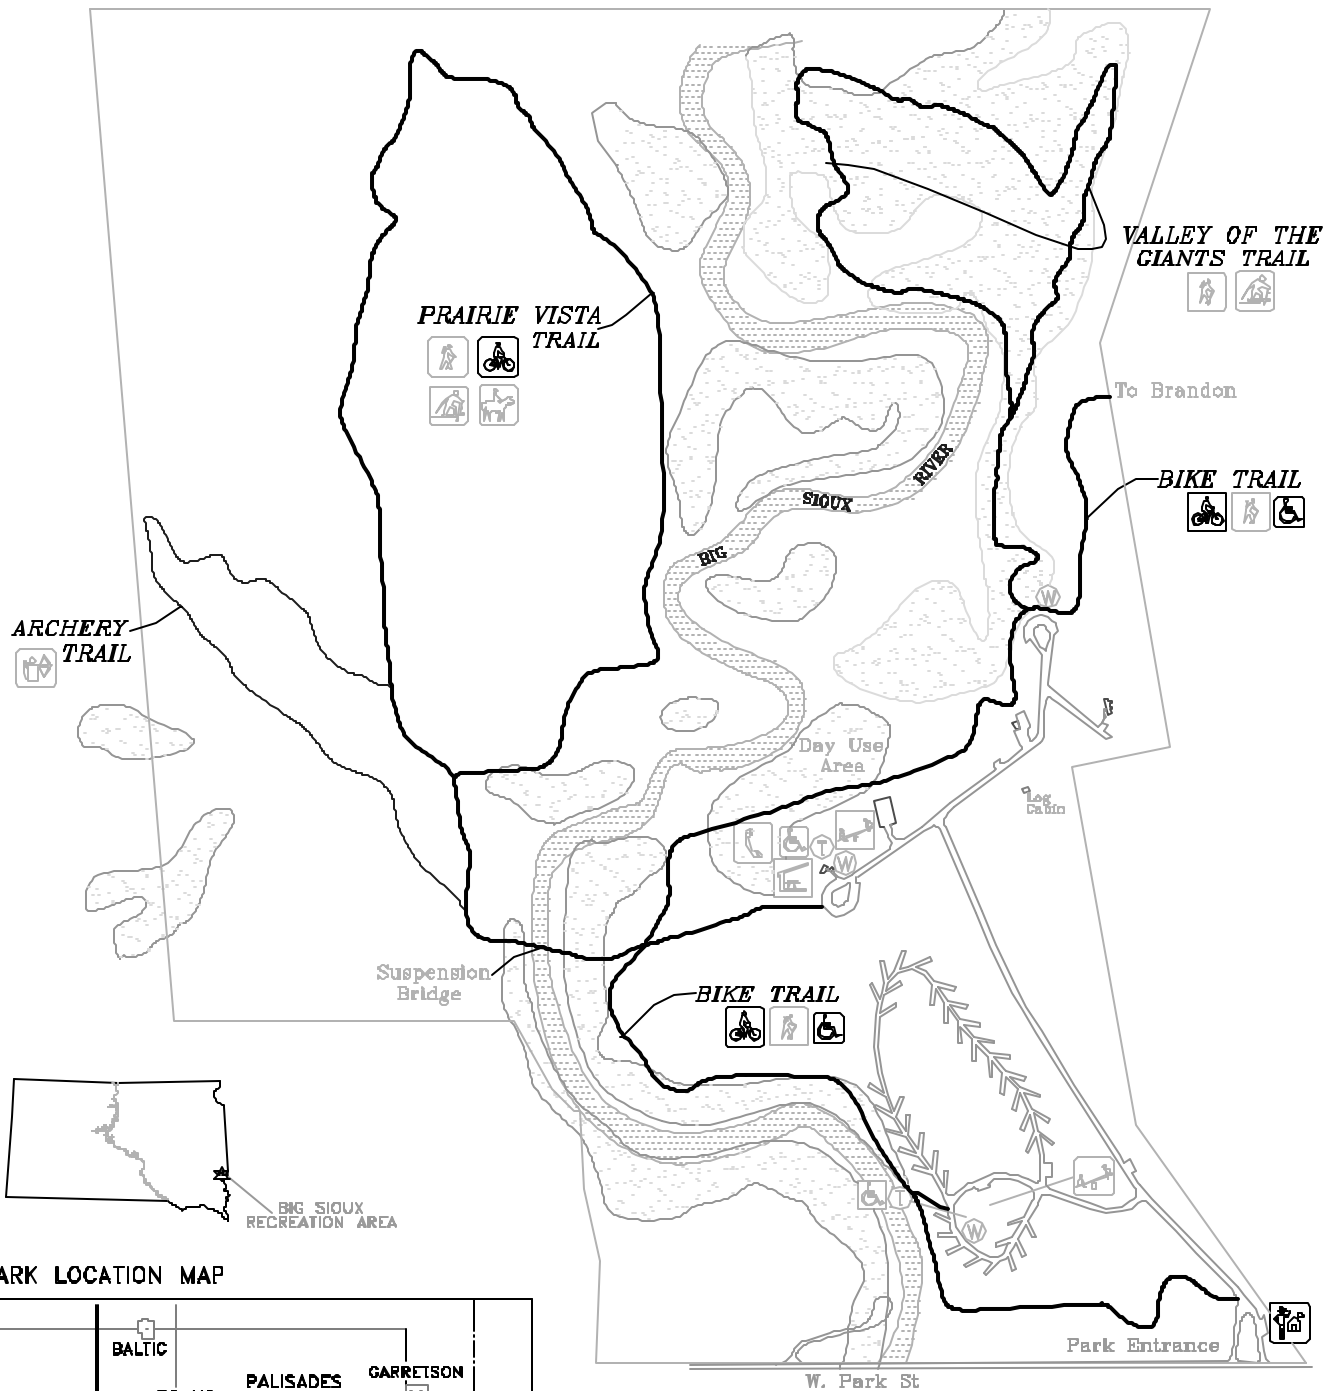 VALLEY OF THE
GIANTS TRAIL
PRAIRIE VISTA
TRAIL
To Brandon
BIKE TRAIL
RIVER
SIOUX
BIG
W
ARCHERY
TRAIL
Day Use
Area
Log
Cabin
T
W
Suspension
Bridge
BIKE TRAIL
T
W
BIG SIOUX
RECREATION AREA
ARK LOCATION MAP
BALTIC
PALISADES
GARRETSON
Park Entrance
W. Park St